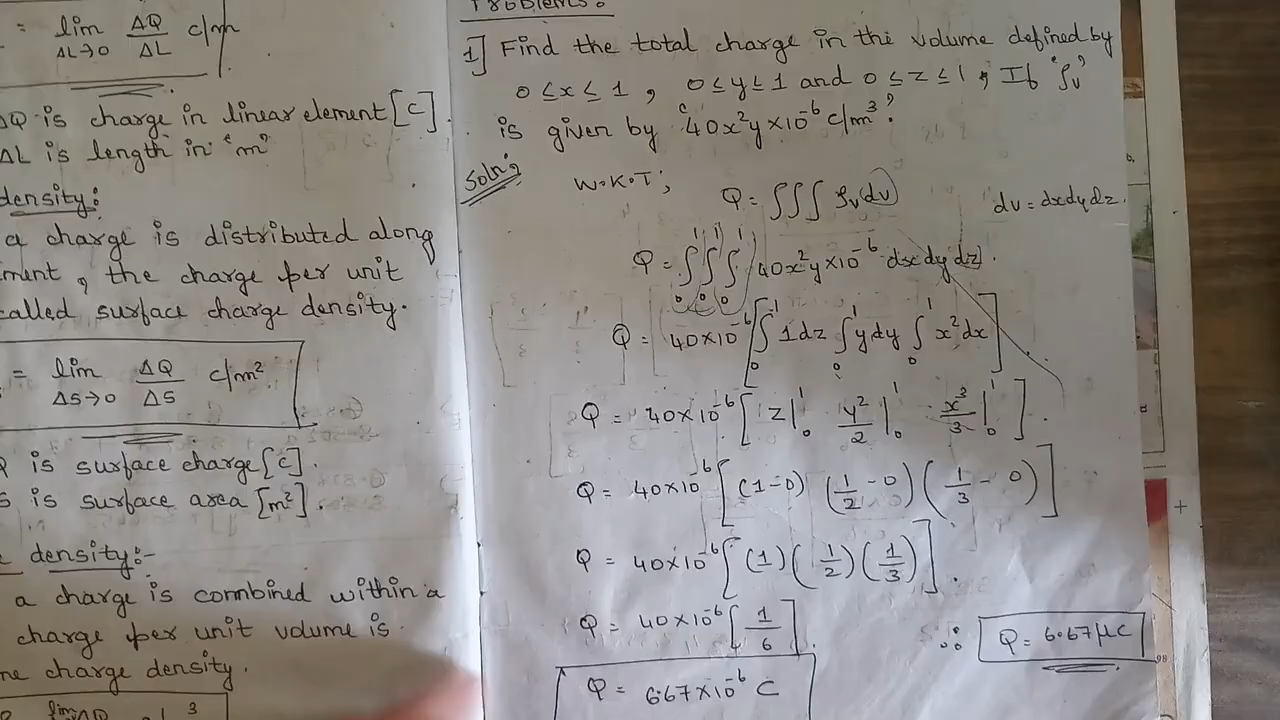 = lim ΔQ/ΔL c/m
ΔL→0
ΔQ is charge in linear element [C].
ΔL is length in 'm'
density:
a charge is distributed along
ment, the charge per unit
called surface charge density.
= lim ΔQ/ΔS c/m²
ΔS→0
is surface charge [c].
S is surface area [m²].
density:-
a charge is combined within a
charge per unit volume is
charge density.
lim ΔQ 3
Problems:
1] Find the total charge in the volume defined by
0≤x≤1, 0≤y≤1 and 0≤z≤1, If 'ρv'
is given by '40x²y×10⁻⁶ c/m³'.
Soln:
W.K.T; Q = ∫∫∫ ρv(dv) dv = dxdydz.
Q = ∫₀¹∫₀¹∫₀¹ 40x²y×10⁻⁶ dxdydz.
Q = 40×10⁻⁶ [∫₀¹ 1dz ∫₀¹ydy ∫₀¹ x²dx]
Q = 40×10⁻⁶ [z|₀¹ y²/2|₀¹ x³/3|₀¹].
Q = 40×10⁻⁶ [(1-0) (1/2-0) (1/3-0)]
Q = 40×10⁻⁶ [(1)(1/2)(1/3)].
Q = 40×10⁻⁶ [1/6].
∴ Q = 6.67μC
Q = 6.67×10⁻⁶ C